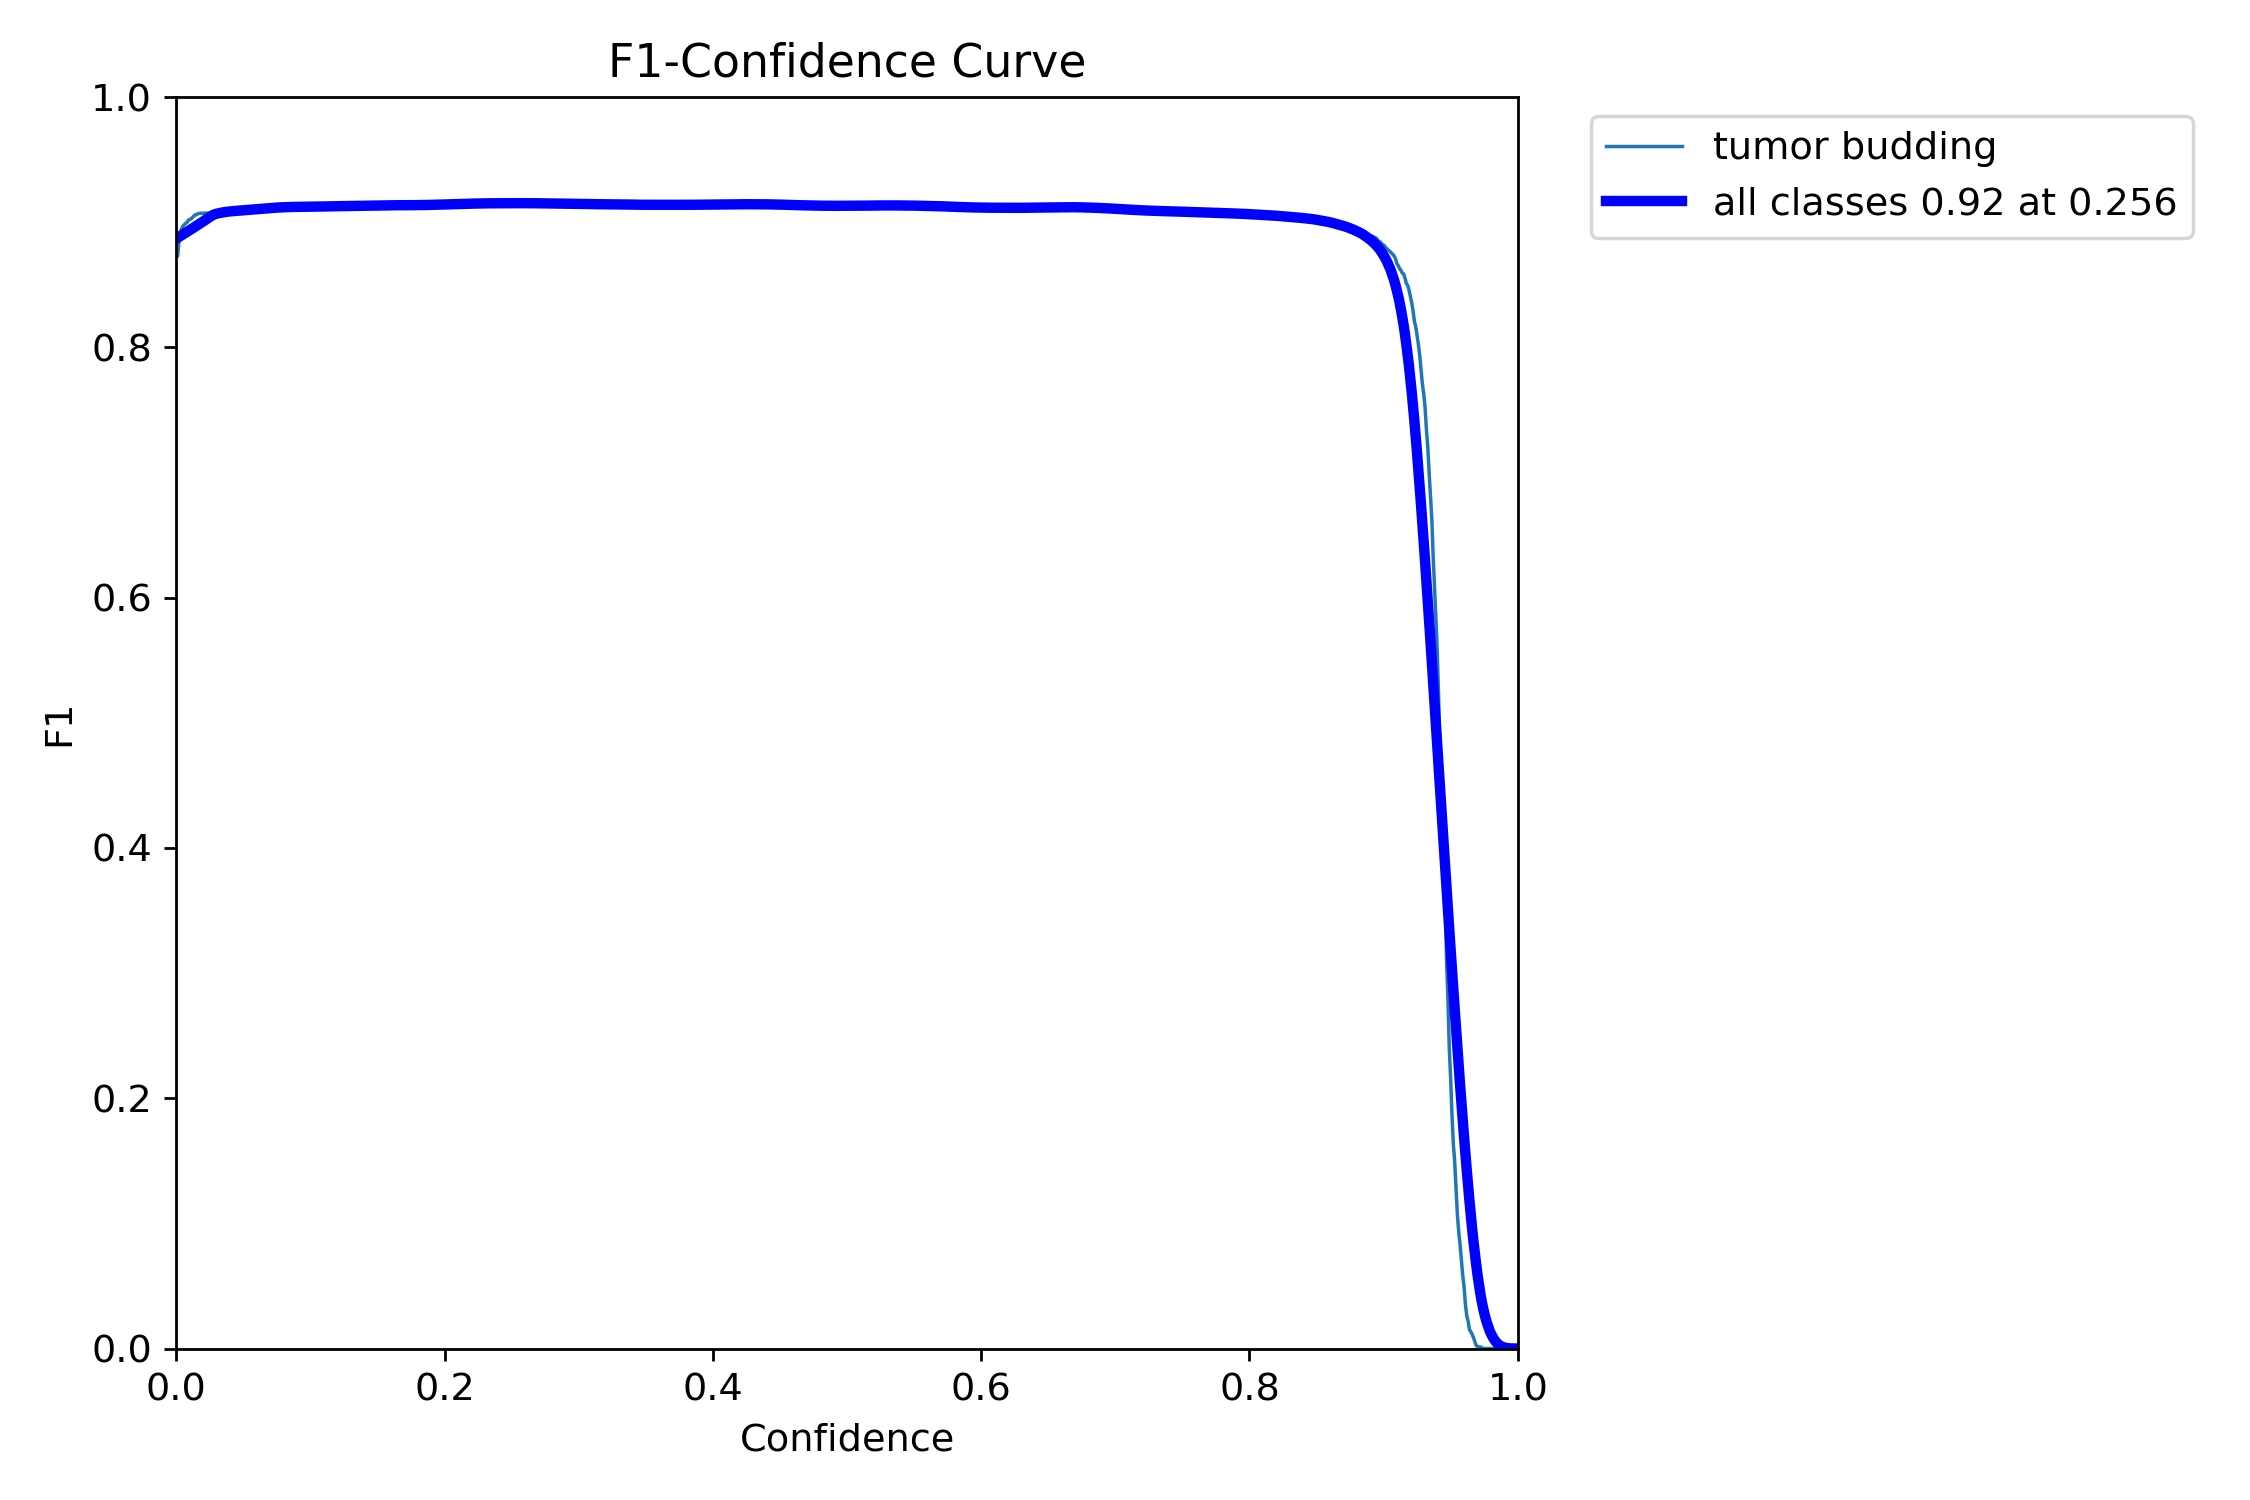 F1-Confidence Curve
1.0
0.8
0.6
0.4
0.2
0.0
F1
0.0 0.2 0.4 0.6 0.8 1.0
Confidence
tumor budding
all classes 0.92 at 0.256